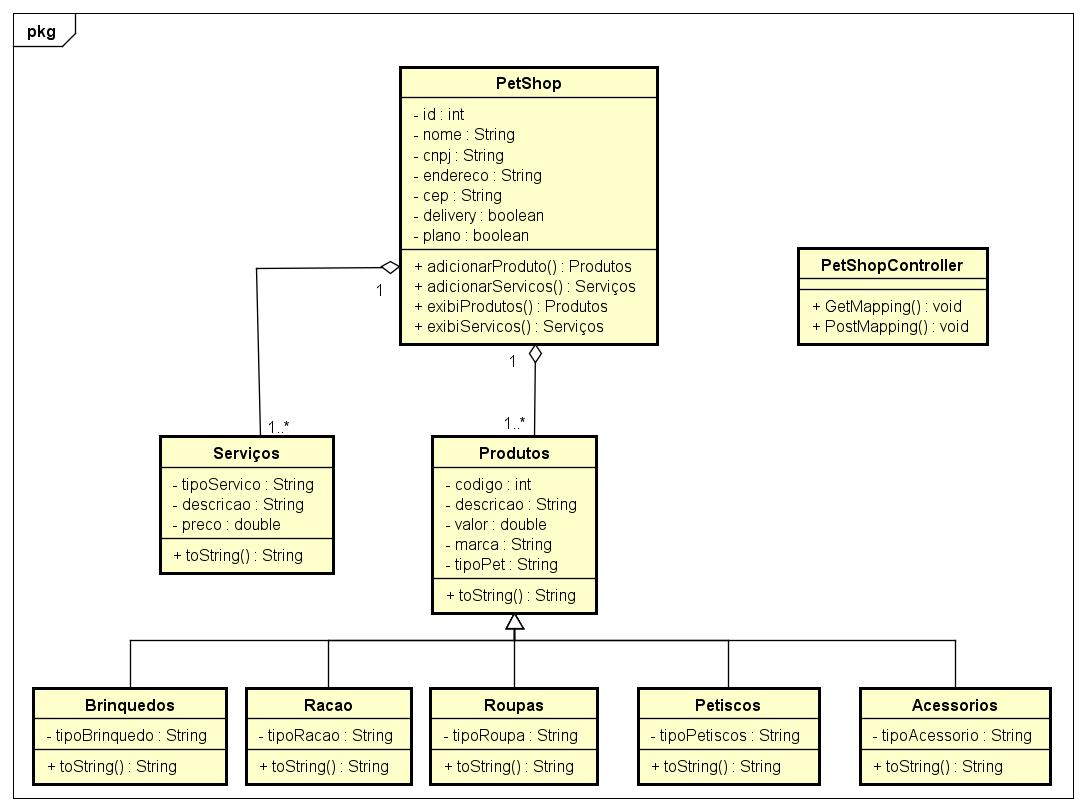 pkg
PetShop
- id : int
- nome : String
- cnpj : String
- endereco : String
- cep : String
- delivery : boolean
- plano : boolean
+ adicionarProduto() : Produtos
+ adicionarServicos() : Serviços
+ exibiProdutos() : Produtos
+ exibiServicos() : Serviços
PetShopController
+ GetMapping() : void
+ PostMapping() : void
1
1
1..*
1..*
Serviços
- tipoServico : String
- descricao : String
- preco : double
+ toString() : String
Produtos
- codigo : int
- descricao : String
- valor : double
- marca : String
- tipoPet : String
+ toString() : String
Brinquedos
- tipoBrinquedo : String
+ toString() : String
Racao
- tipoRacao : String
+ toString() : String
Roupas
- tipoRoupa : String
+ toString() : String
Petiscos
- tipoPetiscos : String
+ toString() : String
Acessorios
- tipoAcessorio : String
+ toString() : String